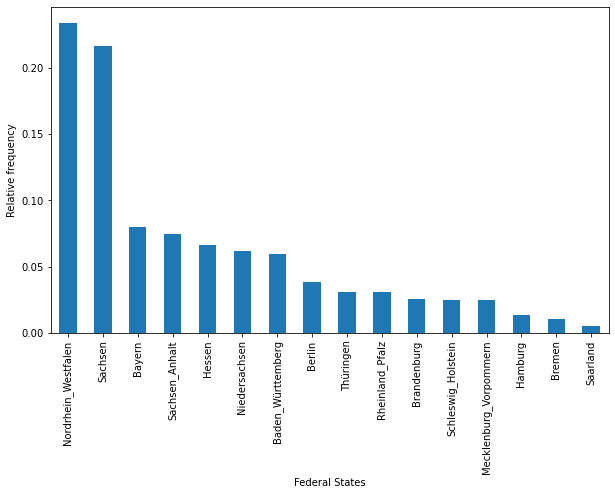 Relative frequency
0.20
0.15
0.10
0.05
0.00
Nordrhein_Westfalen
Sachsen
Bayern
Sachsen_Anhalt
Hessen
Niedersachsen
Baden_Württemberg
Berlin
Thüringen
Rheinland_Pfalz
Brandenburg
Schleswig_Holstein
Mecklenburg_Vorpommern
Hamburg
Bremen
Saarland
Federal States